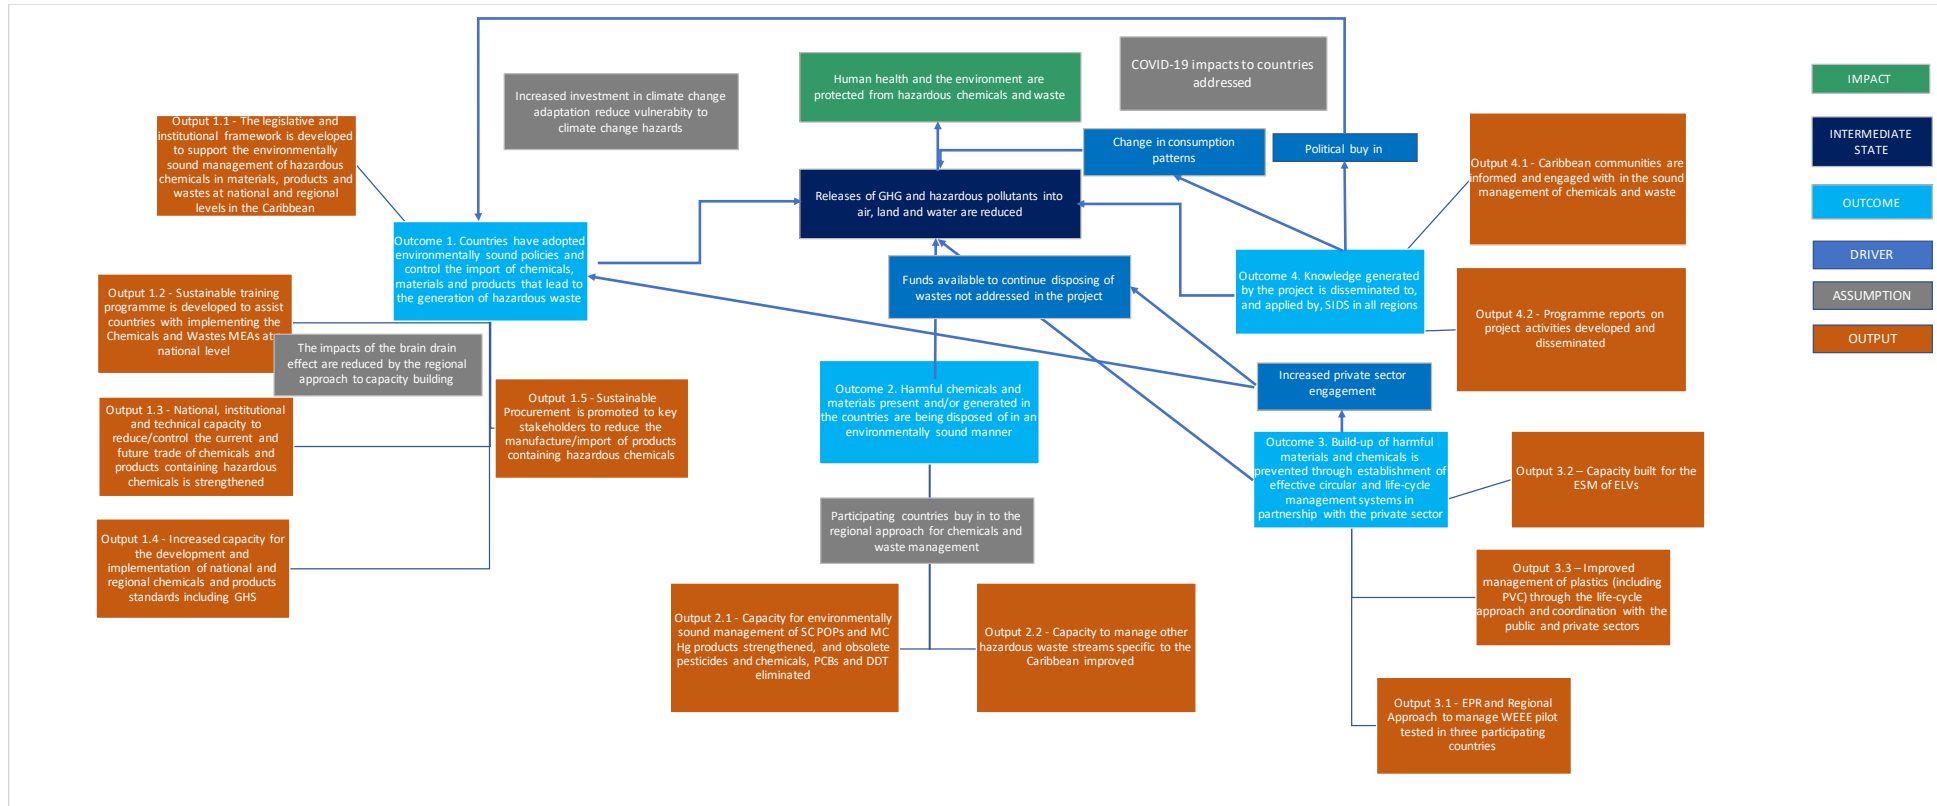 COVID-19 impacts to countries
addressed
Human health and the environment are
protected from hazardous chemicals and waste
Increased investment in climate change
adaptation reduce vulnerabity to
climate change hazards
IMPACT
Output 1.1 - The legislative and
institutional framework is developed
to support the environmentally
sound management of hazardous
chemicals in materials, products and
wastes at national and regional
levels in the Caribbean
Change in consumption
patterns
Political buy in
INTERMEDIATE
STATE
Output 4.1 - Caribbean communities are
informed and engaged with in the sound
management of chemicals and waste
Releases of GHG and hazardous pollutants into
air, land and water are reduced
OUTCOME
Outcome 1. Countries have adopted
environmentally sound policies and
control the import of chemicals,
materials and products that lead to
the generation of hazardous waste
Funds available to continue disposing of
wastes not addressed in the project
Outcome 4. Knowledge generated
by the project is disseminated to,
and applied by, SIDS in all regions
DRIVER
ASSUMPTION
OUTPUT
Output 1.2 - Sustainable training
programme is developed to assist
countries with implementing the
Chemicals and Wastes MEAs at
national level
The impacts of the brain drain
effect are reduced by the regional
approach to capacity building
Output 4.2 - Programme reports on
project activities developed and
disseminated
Increased private sector
engagement
Outcome 2. Harmful chemicals and
materials present and/or generated in
the countries are being disposed of in an
environmentally sound manner
Output 1.5 - Sustainable
Procurement is promoted to key
stakeholders to reduce the
manufacture/import of products
containing hazardous chemicals
Output 1.3 - National, institutional
and technical capacity to
reduce/control the current and
future trade of chemicals and
products containing hazardous
chemicals is strengthened
Outcome 3. Build-up of harmful
materials and chemicals is
prevented through establishment of
effective circular and life-cycle
management systems in
partnership with the private sector
Output 3.2 – Capacity built for the
ESM of ELVs
Participating countries buy in to the
regional approach for chemicals and
waste management
Output 1.4 - Increased capacity for
the development and
implementation of national and
regional chemicals and products
standards including GHS
Output 3.3 – Improved
management of plastics (including
PVC) through the life-cycle
approach and coordination with the
public and private sectors
Output 2.1 - Capacity for environmentally
sound management of SC POPs and MC
Hg products strengthened, and obsolete
pesticides and chemicals, PCBs and DDT
eliminated
Output 2.2 - Capacity to manage other
hazardous waste streams specific to the
Caribbean improved
Output 3.1 - EPR and Regional
Approach to manage WEEE pilot
tested in three participating
countries